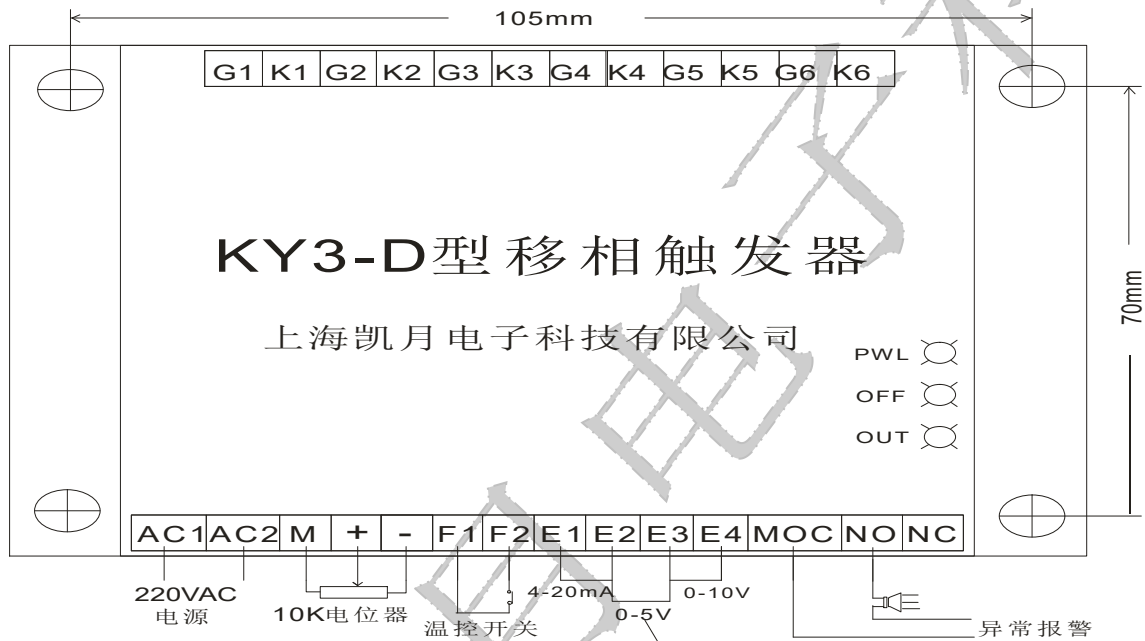 105mm
G1 K1 G2 K2 G3 K3 G4 K4 G5 K5 G6 K6
KY3-D型移相触发器
上海凯月电子科技有限公司
70mm
PWL
OFF
OUT
AC1 AC2 M + - F1 F2 E1 E2 E3 E4 MOC NO NC
220VAC
电源
10K电位器
温控开关
4-20mA
0-5V
0-10V
异常报警
电子